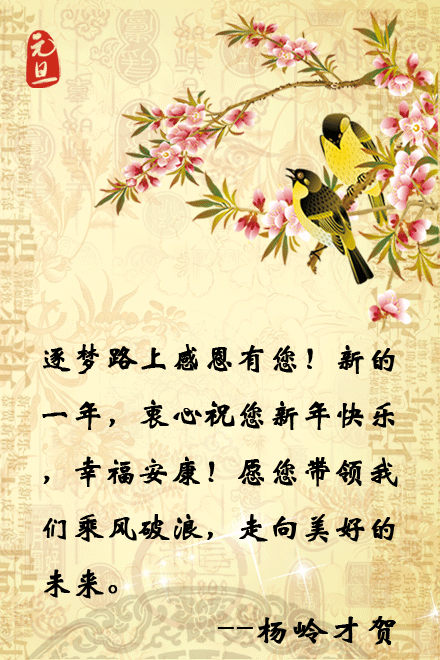 元旦
逐梦路上感恩有您！新的
一年，衷心祝您新年快乐
，幸福安康！愿您带领我
们乘风破浪，走向美好的
未来。
--杨岭才贺